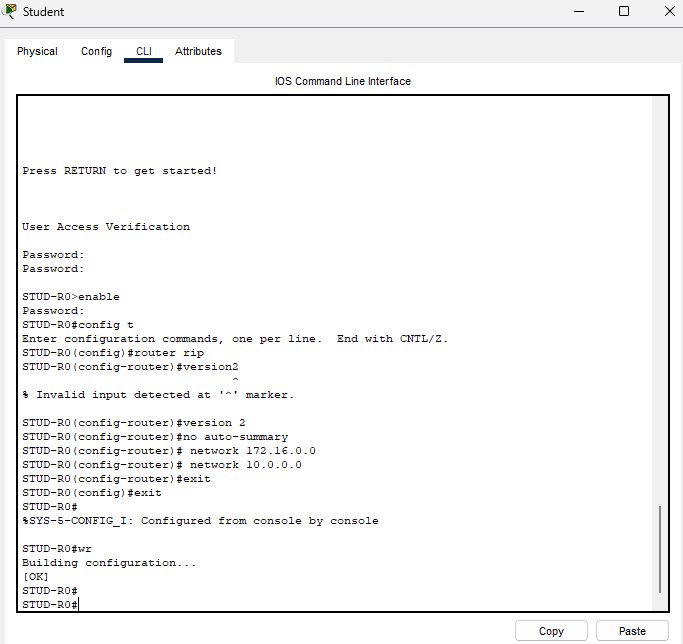 Student
Physical Config CLI Attributes
IOS Command Line Interface
Press RETURN to get started!
User Access Verification
Password:
Password:
STUD-R0>enable
Password:
STUD-R0#config t
Enter configuration commands, one per line.  End with CNTL/Z.
STUD-R0(config)#router rip
STUD-R0(config-router)#version2
^
% Invalid input detected at '^' marker.
STUD-R0(config-router)#version 2
STUD-R0(config-router)#no auto-summary
STUD-R0(config-router)# network 172.16.0.0
STUD-R0(config-router)# network 10.0.0.0
STUD-R0(config-router)#exit
STUD-R0(config)#exit
STUD-R0#
%SYS-5-CONFIG_I: Configured from console by console
STUD-R0#wr
Building configuration...
[OK]
STUD-R0#
STUD-R0#
Copy Paste